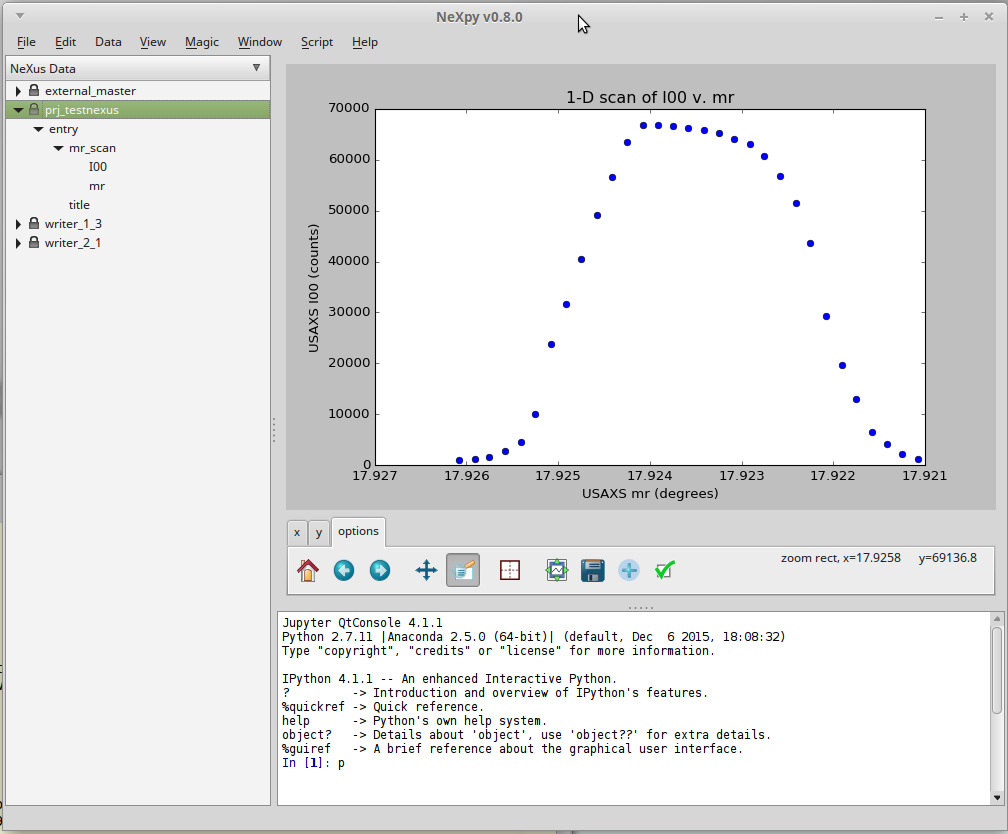 NeXpy v0.8.0
File Edit Data View Magic Window Script Help
NeXus Data
external_master
prj_testnexus
entry
mr_scan
I00
mr
title
writer_1_3
writer_2_1
1-D scan of I00 v. mr
70000
60000
50000
40000
30000
20000
10000
0
USAXS I00 (counts)
17.927 17.926 17.925 17.924 17.923 17.922 17.921
USAXS mr (degrees)
x y options
zoom rect, x=17.9258 y=69136.8
Jupyter QtConsole 4.1.1
Python 2.7.11 |Anaconda 2.5.0 (64-bit)| (default, Dec  6 2015, 18:08:32)
Type "copyright", "credits" or "license" for more information.
IPython 4.1.1 -- An enhanced Interactive Python.
?         -> Introduction and overview of IPython's features.
%quickref -> Quick reference.
help      -> Python's own help system.
object?   -> Details about 'object', use 'object??' for extra details.
%guiref   -> A brief reference about the graphical user interface.
In [1]: p